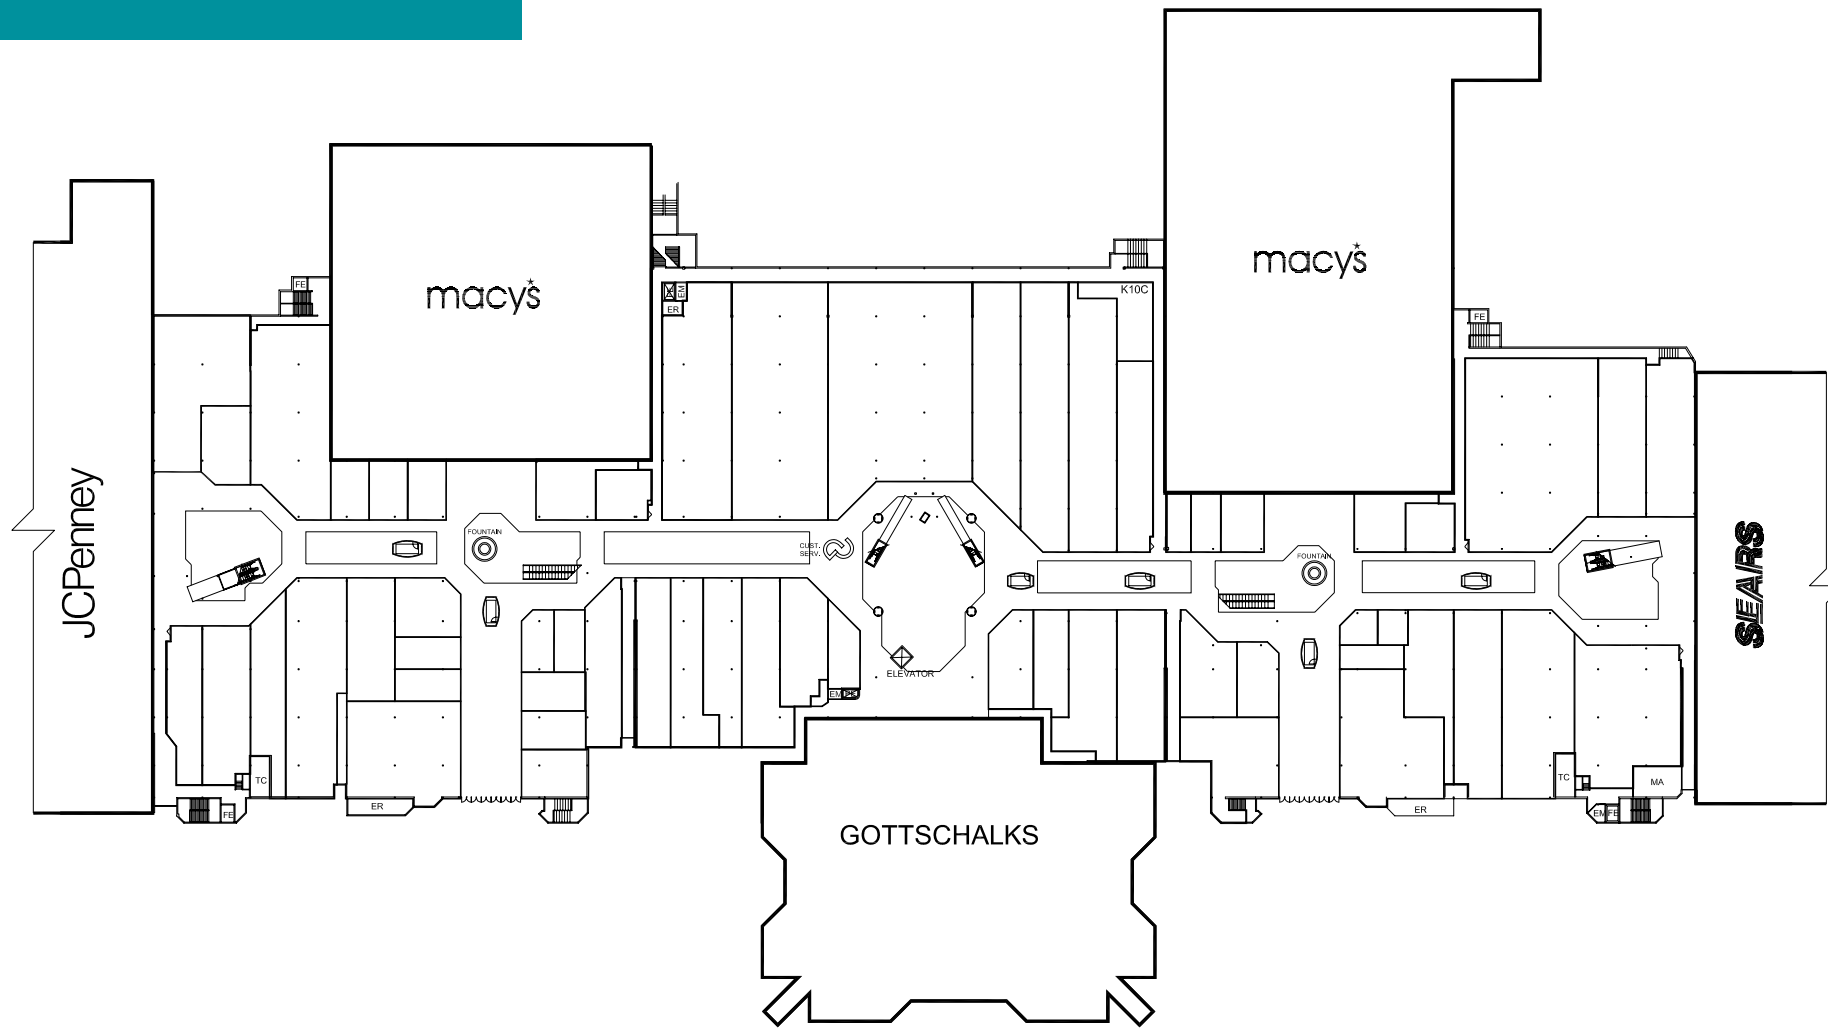 macy's
macy's
FE
K10C
EM
ER
FE
JCPenney
FOUNTAIN
CUST.
SERV.
FOUNTAIN
SEARS
ELEVATOR
EM
TC
TC
MA
ER
ER
FE
EM
FE
GOTTSCHALKS